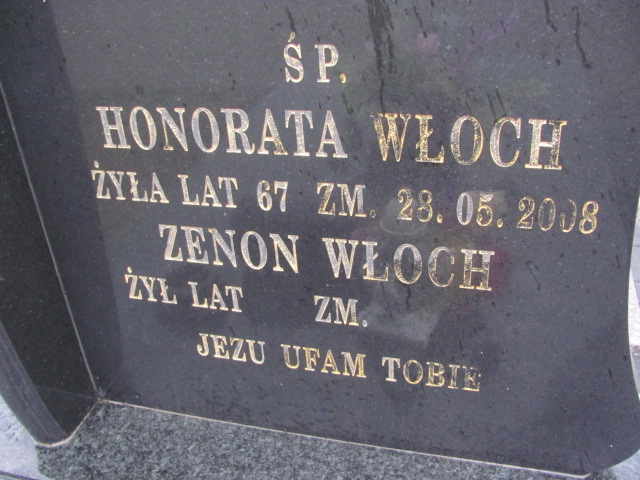 ŚP.
HONORATA WŁOCH
ŻYŁA LAT 67 ZM. 28.05.2008
ZENON WŁOCH
ŻYŁ LAT ZM.
JEZU UFAM TOBIE